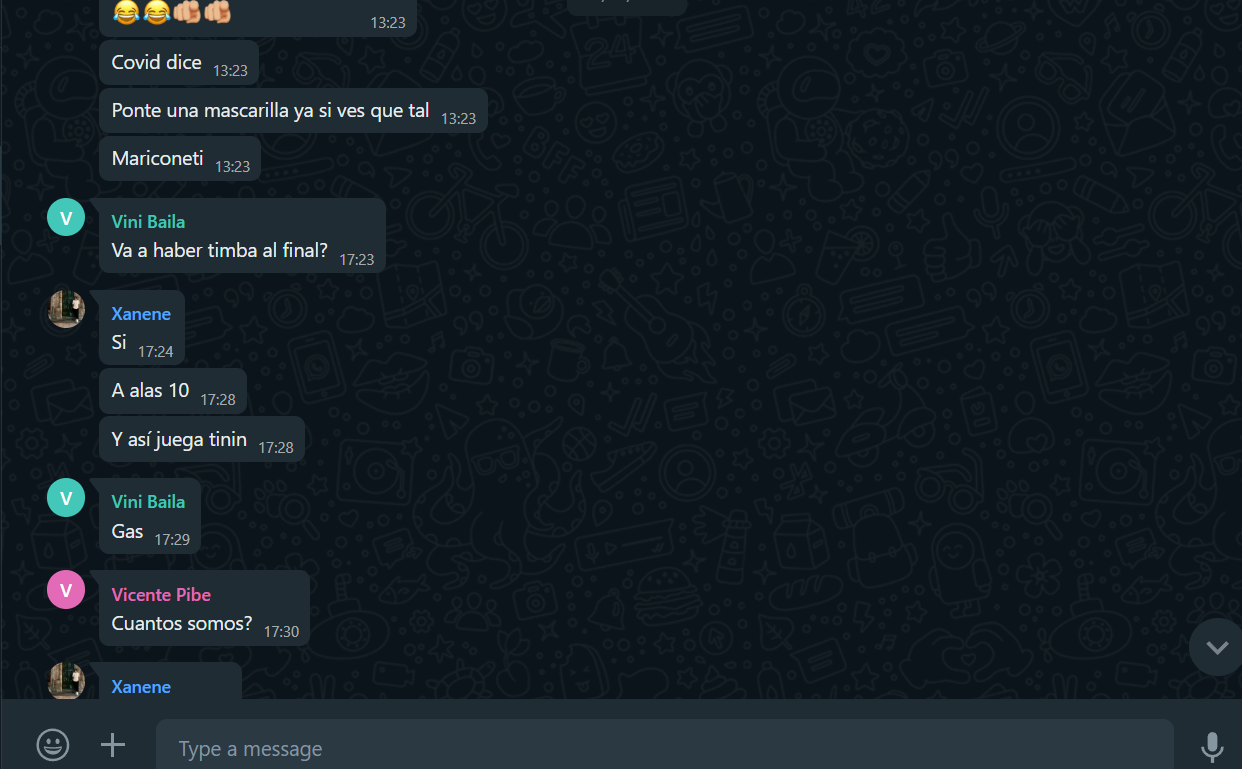 😂😂🫵🏼🫵🏼 13:23
Covid dice 13:23
Ponte una mascarilla ya si ves que tal 13:23
Mariconeti 13:23
V
Vini Baila
Va a haber timba al final? 17:23
Xanene
Si 17:24
A alas 10 17:28
Y así juega tinin 17:28
V
Vini Baila
Gas 17:29
V
Vicente Pibe
Cuantos somos? 17:30
Xanene
Type a message